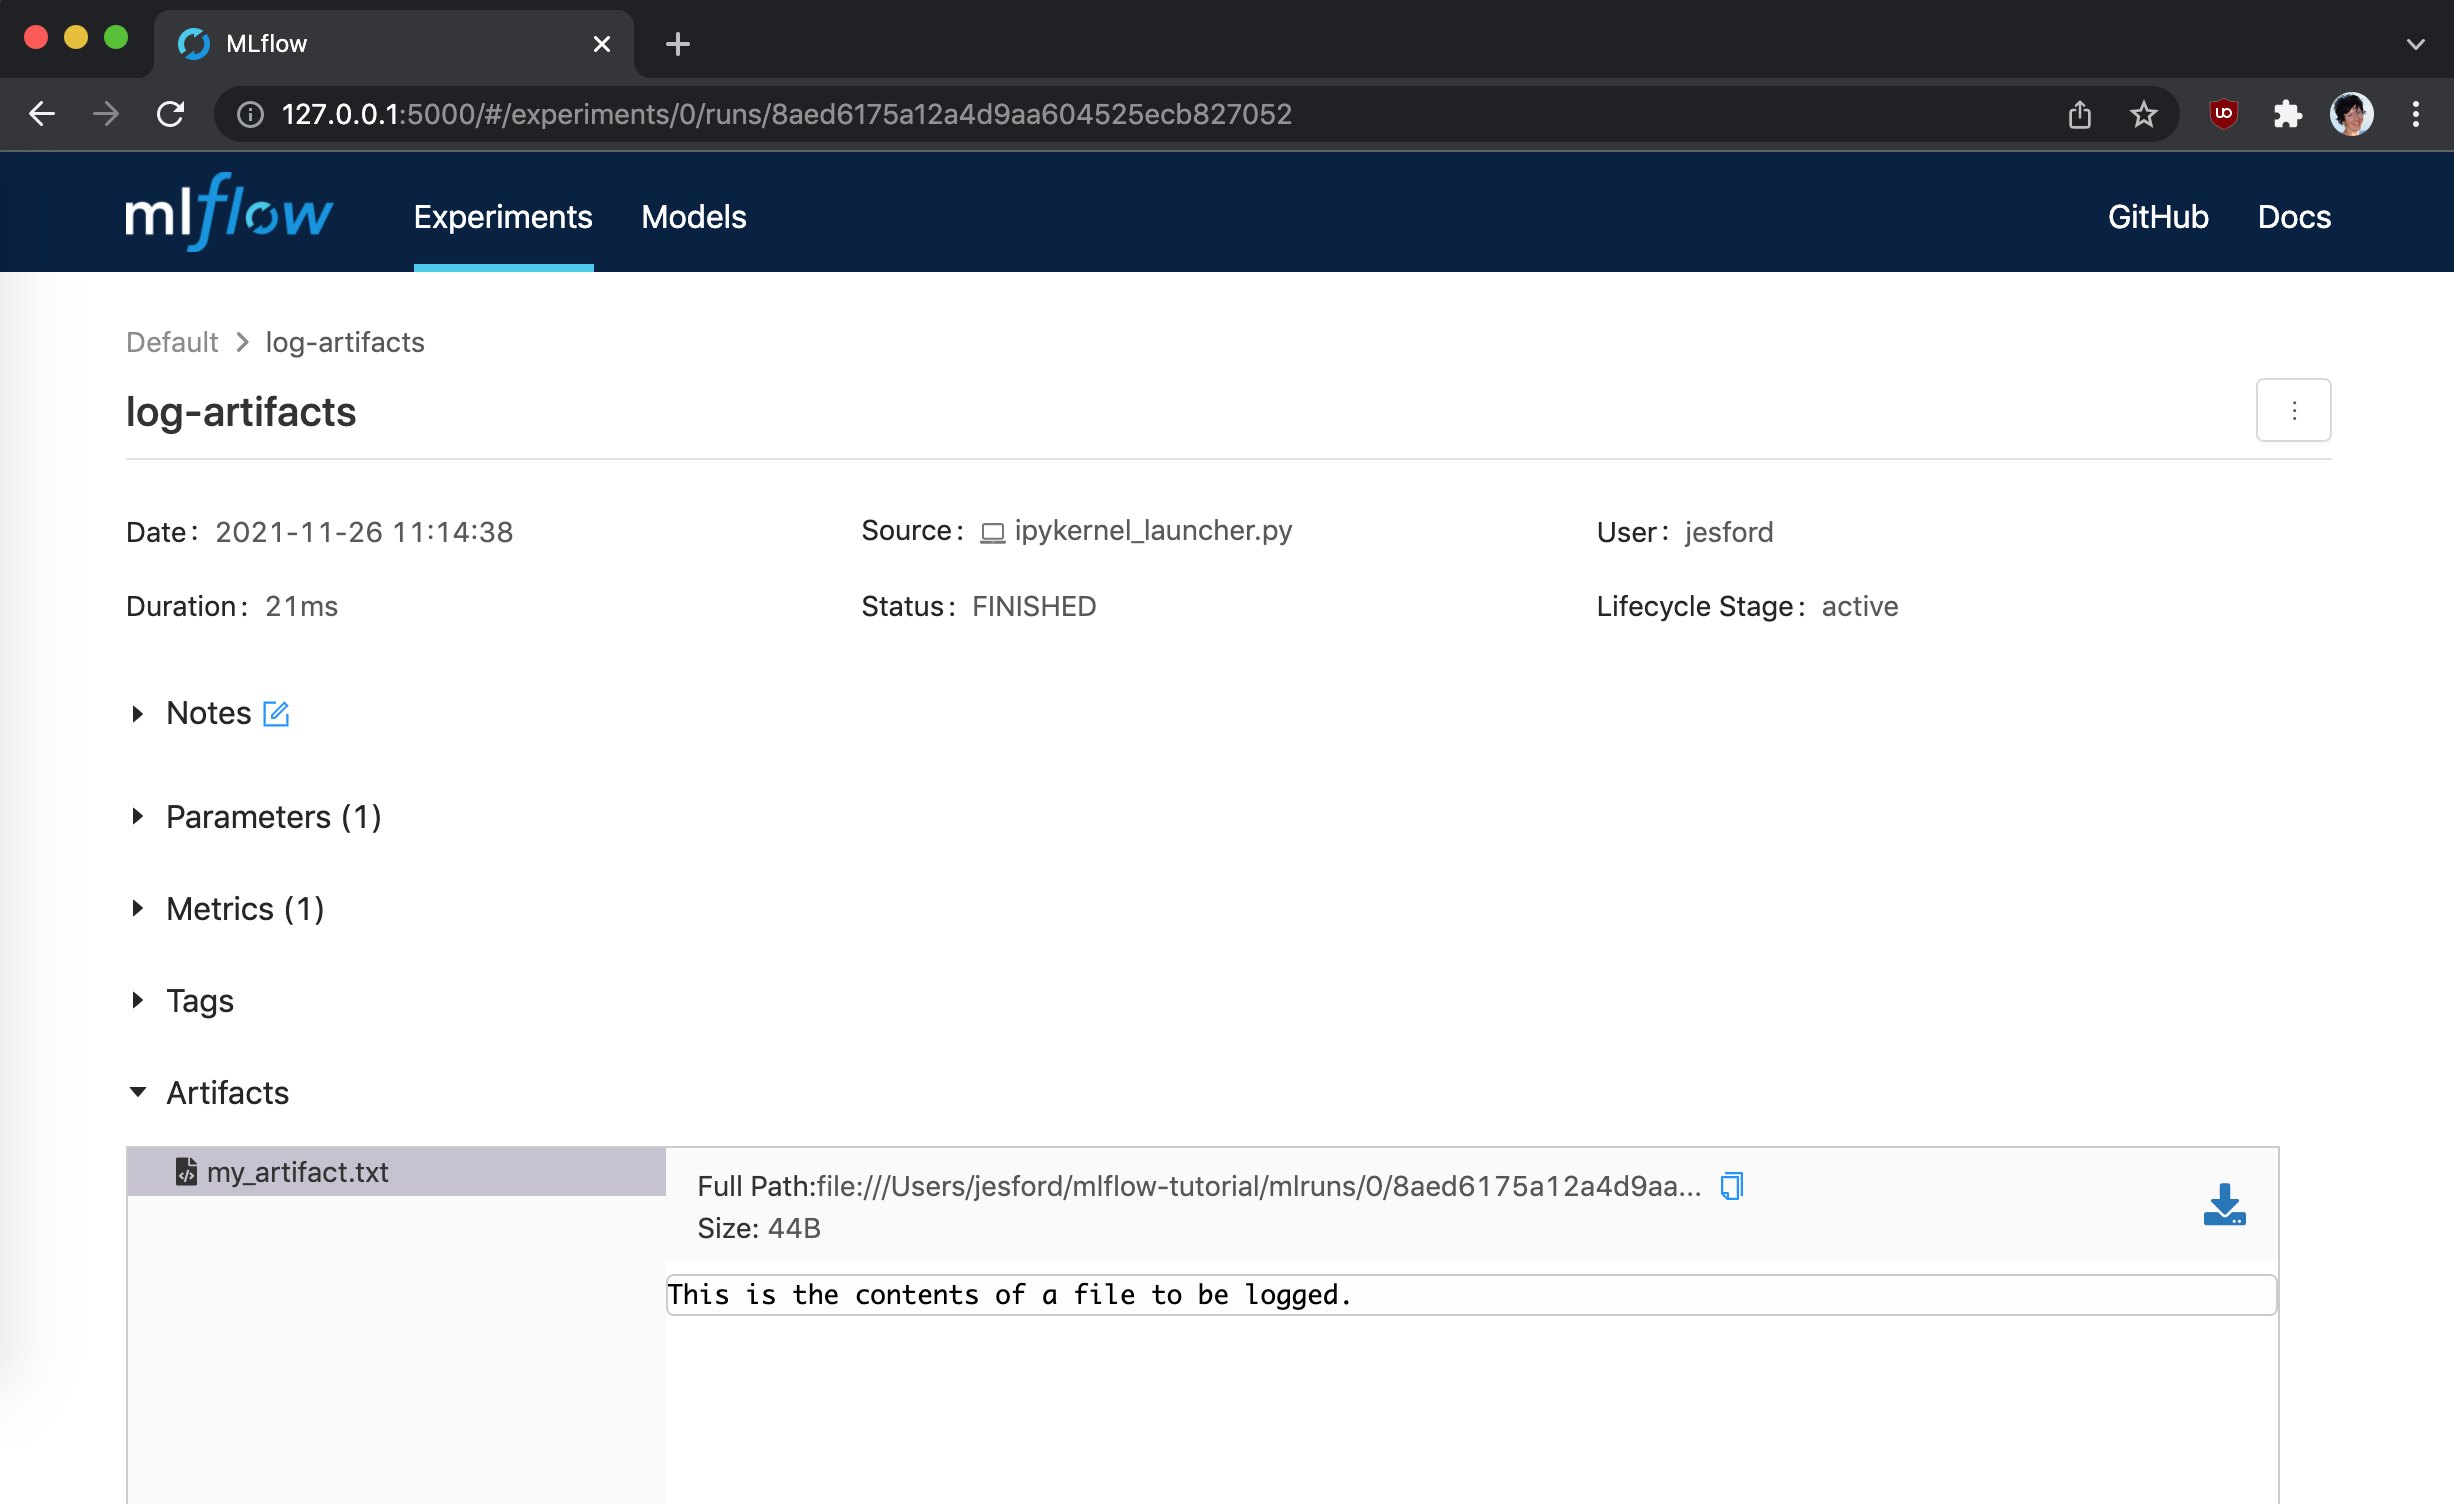 MLflow
127.0.0.1:5000/#/experiments/0/runs/8aed6175a12a4d9aa604525ecb827052
mlflow Experiments Models GitHub Docs
Default > log-artifacts
log-artifacts
Date: 2021-11-26 11:14:38 Source: ipykernel_launcher.py User: jesford
Duration: 21ms Status: FINISHED Lifecycle Stage: active
Notes
Parameters (1)
Metrics (1)
Tags
Artifacts
my_artifact.txt
Full Path:file:///Users/jesford/mlflow-tutorial/mlruns/0/8aed6175a12a4d9aa...
Size: 44B
This is the contents of a file to be logged.